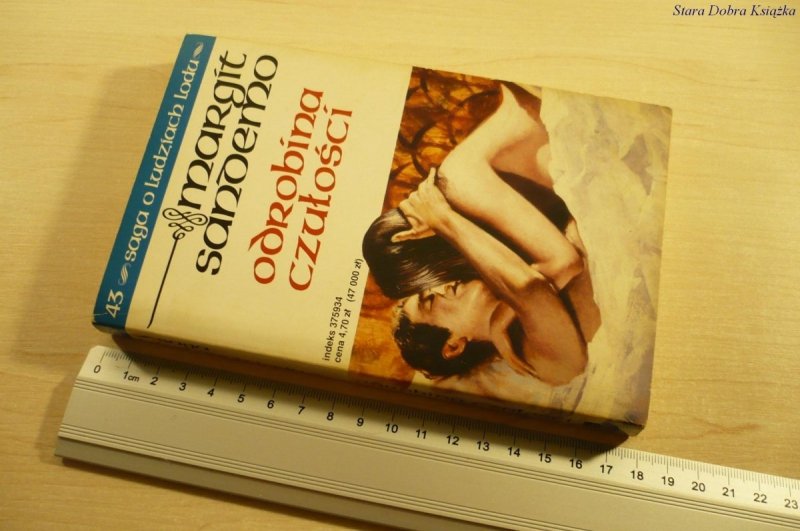 Stara Dobra Książka
43 saga o ludziach lodu
margit
sandemo
odrobina
czułości
indeks 375934
cena 4,70 zł (47 000 zł)
0 1cm 2 3 4 5 6 7 8 9 10 11 12 13 14 15 16 17 18 19 20 21 22 23